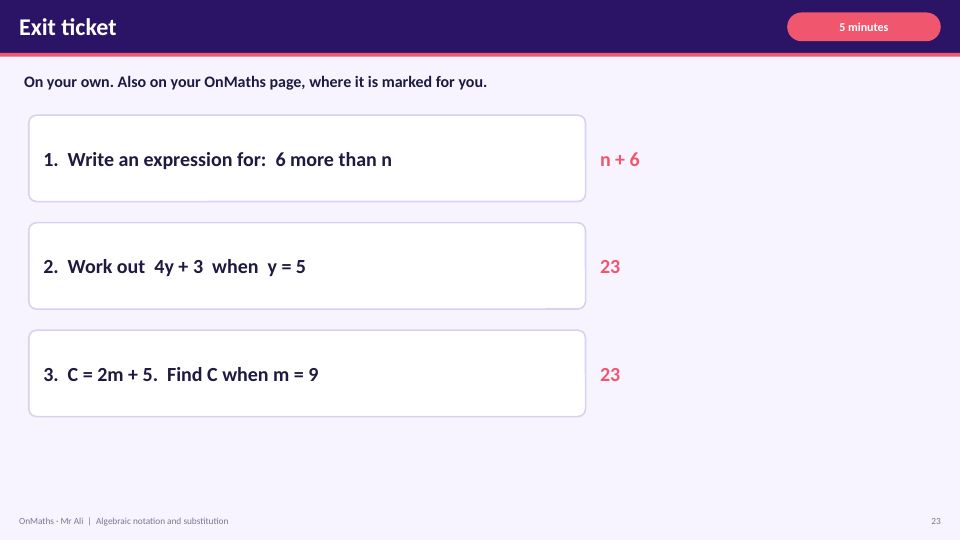 Exit ticket
5 minutes
On your own. Also on your OnMaths page, where it is marked for you.
1. Write an expression for: 6 more than n
n + 6
2. Work out 4y + 3 when y = 5
23
3. C = 2m + 5. Find C when m = 9
23
OnMaths · Mr Ali | Algebraic notation and substitution
23